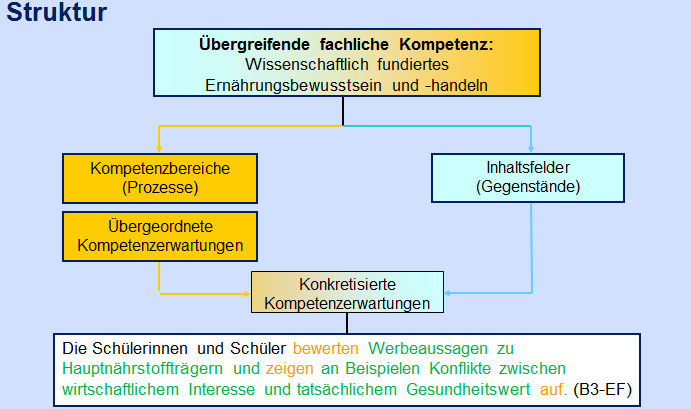 Struktur
Übergreifende fachliche Kompetenz:
Wissenschaftlich fundiertes
Ernährungsbewusstsein und -handeln
Kompetenzbereiche
(Prozesse)
Inhaltsfelder
(Gegenstände)
Übergeordnete
Kompetenzerwartungen
Konkretisierte
Kompetenzerwartungen
Die Schülerinnen und Schüler bewerten Werbeaussagen zu
Hauptnährstoffträgern und zeigen an Beispielen Konflikte zwischen
wirtschaftlichem Interesse und tatsächlichem Gesundheitswert auf. (B3-EF)